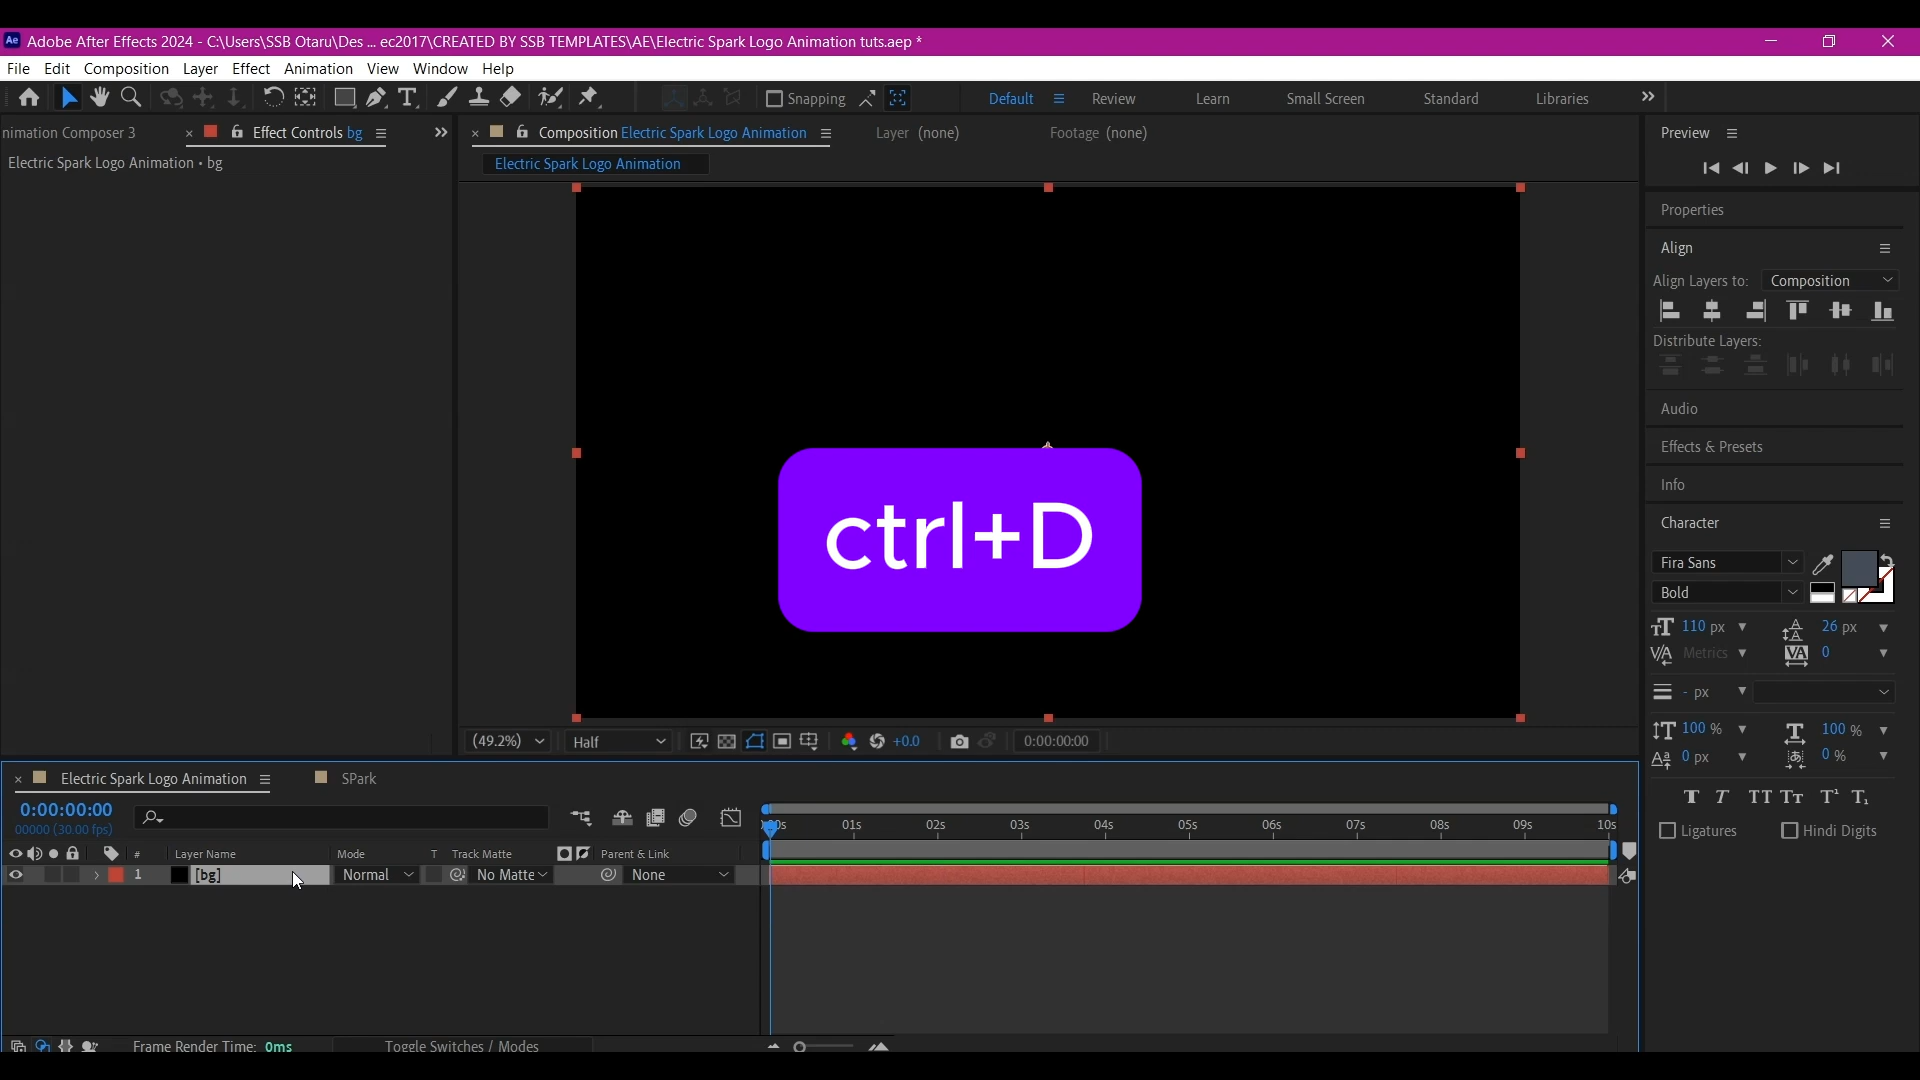 Ae Adobe After Effects 2024 - C:\Users\SSB Otaru\Des ... ec2017\CREATED BY SSB TEMPLATES\AE\Electric Spark Logo Animation tuts.aep *
File Edit Composition Layer Effect Animation View Window Help
Snapping Default Review Learn Small Screen Standard Libraries
nimation Composer 3 Effect Controls bg Composition Electric Spark Logo Animation Layer (none) Footage (none) Preview
Electric Spark Logo Animation • bg Electric Spark Logo Animation
Properties
Align
Align Layers to: Composition
Distribute Layers:
Audio
Effects & Presets
Info
Character
ctrl+D
Fira Sans
Bold
110 px 26 px
Metrics 0
- px
100 % 100 %
0 px 0 %
Ligatures Hindi Digits
(49.2%) Half +0.0 0:00:00:00
Electric Spark Logo Animation SPark
0:00:00:00
00000 (30.00 fps)
01s 02s 03s 04s 05s 06s 07s 08s 09s 10s
# Layer Name Mode T Track Matte Parent & Link
1 [bg] Normal No Matte None
Frame Render Time: 0ms Toggle Switches / Modes